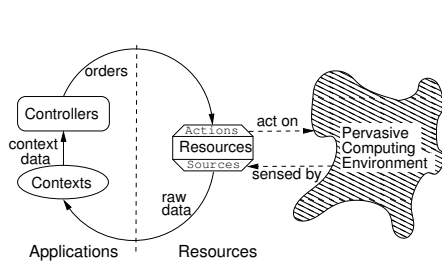 orders
Controllers
context
data
Contexts
Actions
Resources
Sources
raw
data
act on
sensed by
Pervasive
Computing
Environment
Applications
Resources